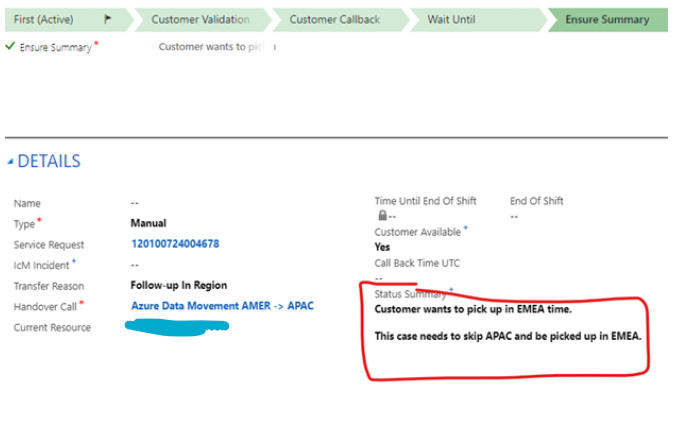 First (Active) Customer Validation Customer Callback Wait Until Ensure Summary
Ensure Summary * Customer wants to pick
DETAILS
Name --
Type * Manual
Service Request 120100724004678
IcM Incident + --
Transfer Reason Follow-up In Region
Handover Call * Azure Data Movement AMER -> APAC
Current Resource
Time Until End Of Shift End Of Shift
-- --
Customer Available +
Yes
Call Back Time UTC
--
Status Summary +
Customer wants to pick up in EMEA time.
This case needs to skip APAC and be picked up in EMEA.